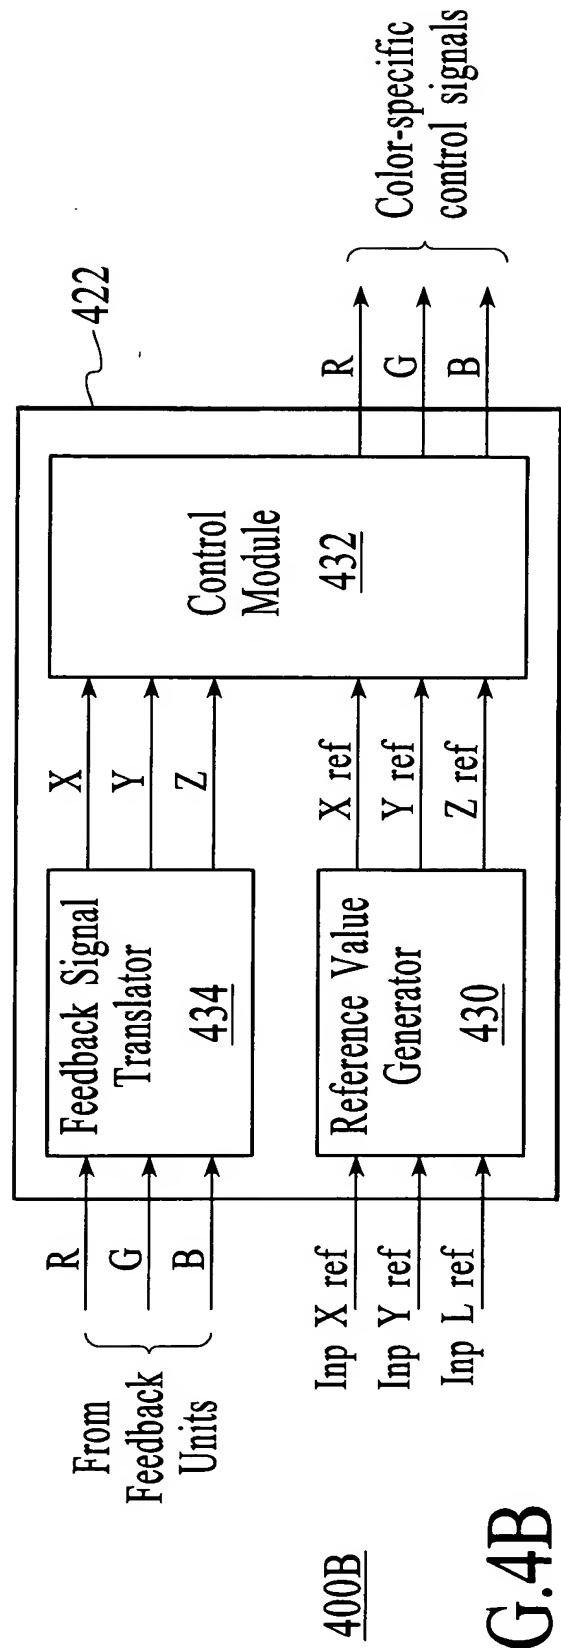 From
Feedback
Units
R
G
B
Feedback Signal
Translator
434
X
Y
Z
Inp X ref
Inp Y ref
Inp L ref
Reference Value
Generator
430
X ref
Y ref
Z ref
Control
Module
432
422
R
G
B
Color-specific
control signals
400B
G.4B